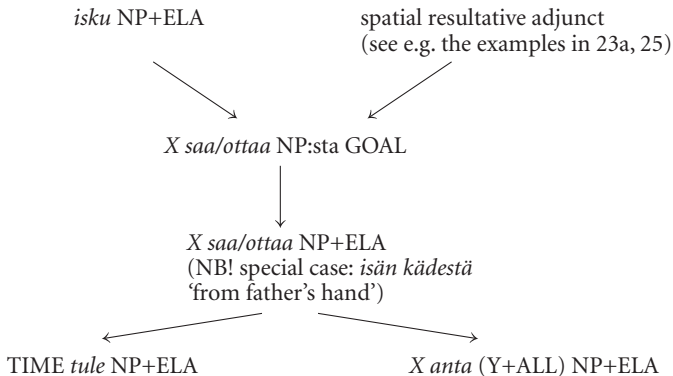 isku NP+ELA
spatial resultative adjunct
(see e.g. the examples in 23a, 25)
X saa/ottaa NP:sta GOAL
X saa/ottaa NP+ELA
(NB! special case: isän kädestä
‘from father’s hand’)
TIME tule NP+ELA
X anta (Y+ALL) NP+ELA